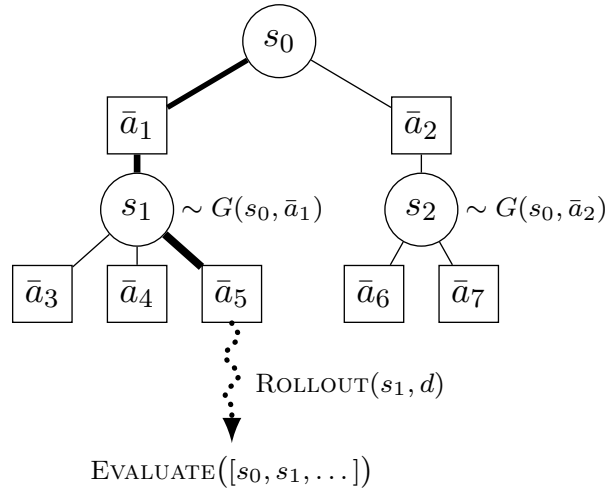 s₀
ā₁ ā₂
s₁ ∼ G(s₀, ā₁) s₂ ∼ G(s₀, ā₂)
ā₃ ā₄ ā₅ ā₆ ā₇
ROLLOUT(s₁, d)
EVALUATE([s₀, s₁, . . . ])